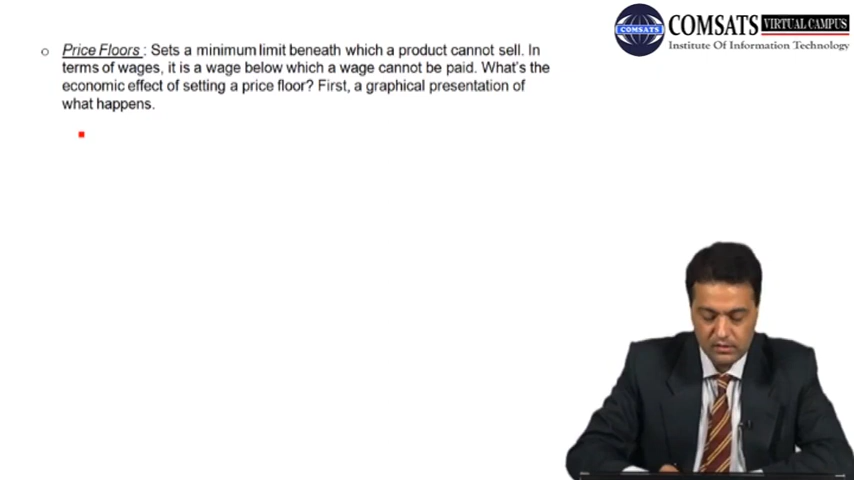 COMSATS VIRTUAL CAMPUS
COMSATS
Institute Of Information Technology
Price Floors : Sets a minimum limit beneath which a product cannot sell. In
terms of wages, it is a wage below which a wage cannot be paid. What's the
economic effect of setting a price floor? First, a graphical presentation of
what happens.